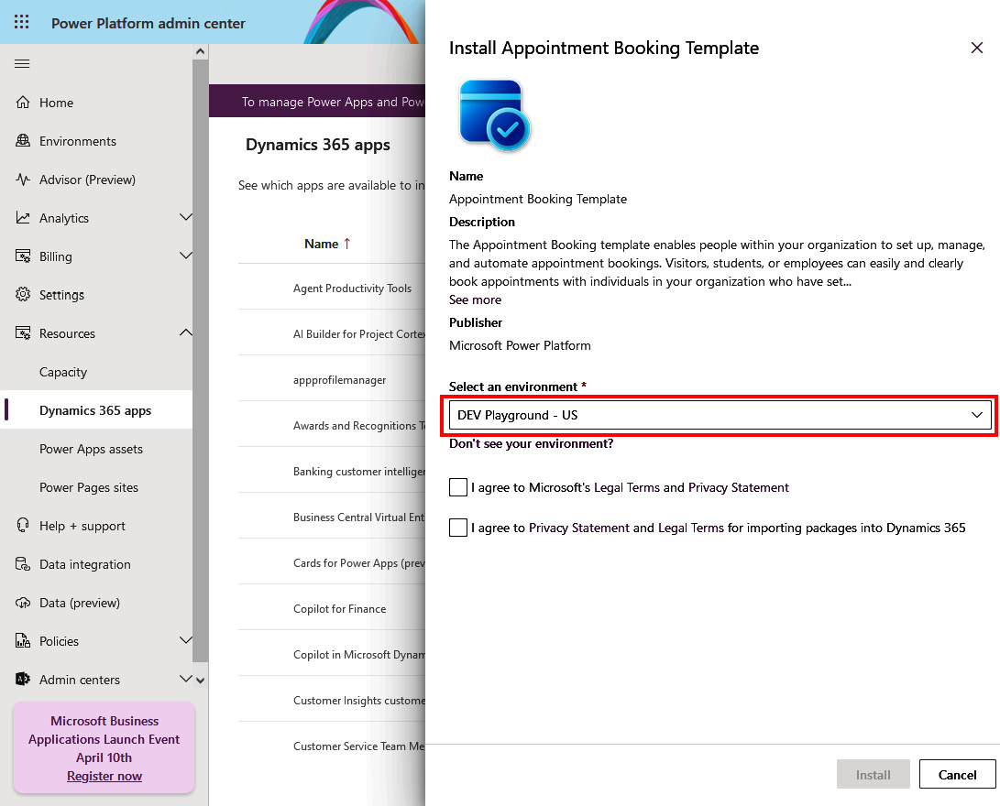 Power Platform admin center
Home
Environments
Advisor (Preview)
Analytics
Billing
Settings
Resources
Capacity
Dynamics 365 apps
Power Apps assets
Power Pages sites
Help + support
Data integration
Data (preview)
Policies
Admin centers
Microsoft Business
Applications Launch Event
April 10th
Register now
To manage Power Apps and Pow
Dynamics 365 apps
See which apps are available to in
Name ↑
Agent Productivity Tools
AI Builder for Project Cortex
appprofilemanager
Awards and Recognitions Te
Banking customer intelligen
Business Central Virtual Ent
Cards for Power Apps (prev
Copilot for Finance
Copilot in Microsoft Dynam
Customer Insights custome
Customer Service Team Me
Install Appointment Booking Template
Name
Appointment Booking Template
Description
The Appointment Booking template enables people within your organization to set up, manage,
and automate appointment bookings. Visitors, students, or employees can easily and clearly
book appointments with individuals in your organization who have set...
See more
Publisher
Microsoft Power Platform
Select an environment *
DEV Playground - US
Don't see your environment?
I agree to Microsoft's Legal Terms and Privacy Statement
I agree to Privacy Statement and Legal Terms for importing packages into Dynamics 365
Install
Cancel